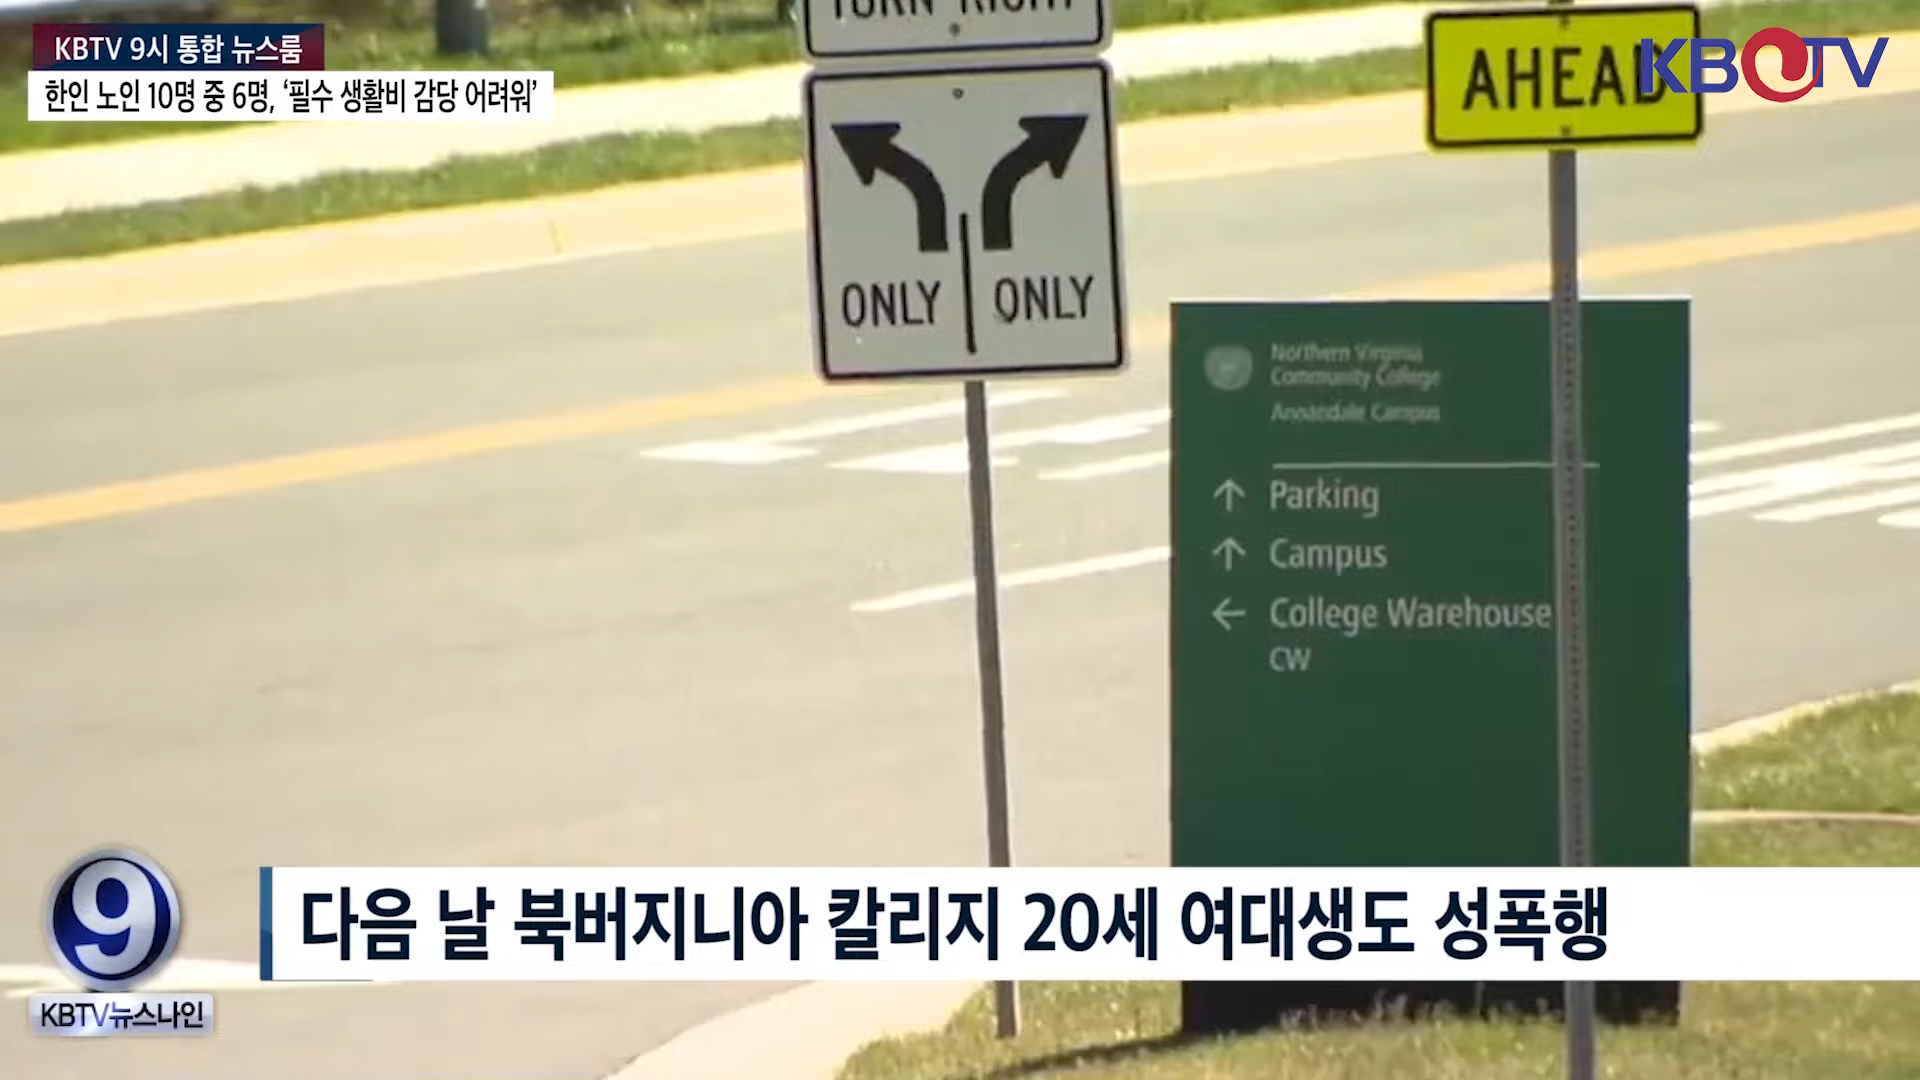 KBTV 9시 통합 뉴스룸
한인 노인 10명 중 6명, ‘필수 생활비 감당 어려워’
TURN RIGHT
AHEAD
KBTV
ONLY ONLY
Northern Virginia
Community College
Annandale Campus
↑ Parking
↑ Campus
← College Warehouse
CW
9
다음 날 북버지니아 칼리지 20세 여대생도 성폭행
KBTV뉴스나인